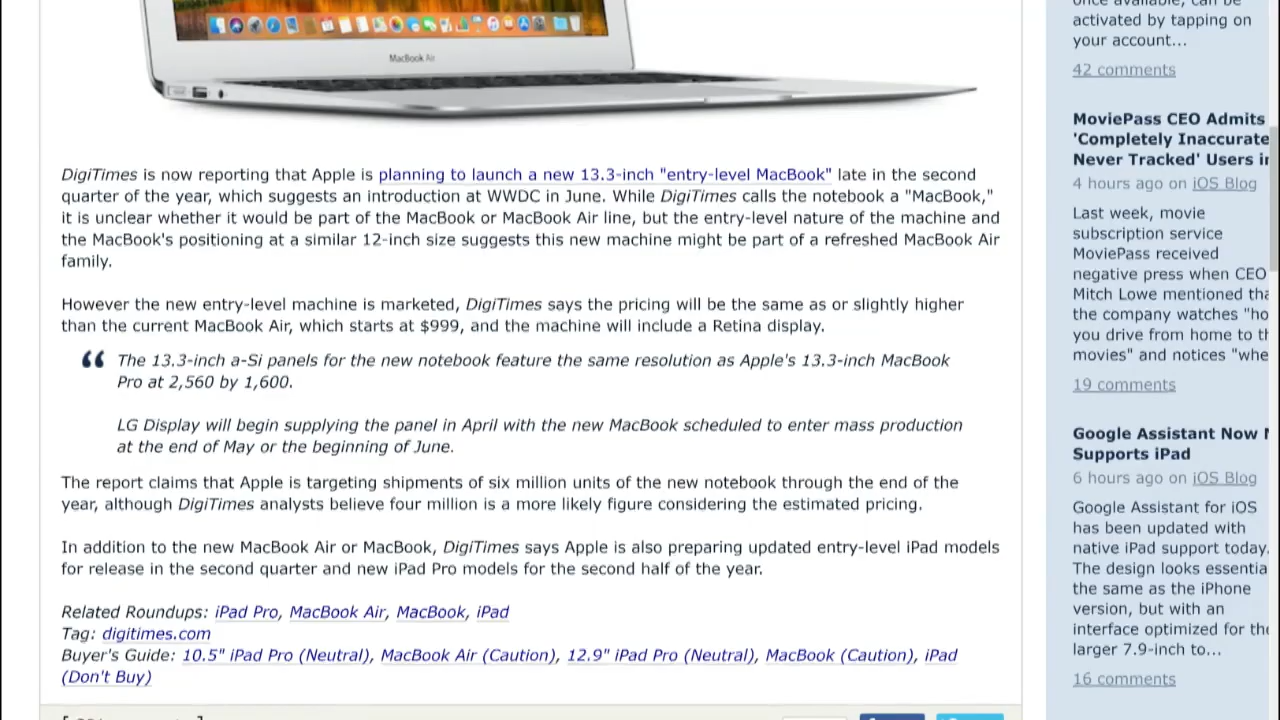 MacBook Air
DigiTimes is now reporting that Apple is planning to launch a new 13.3-inch "entry-level MacBook" late in the second
quarter of the year, which suggests an introduction at WWDC in June. While DigiTimes calls the notebook a "MacBook,"
it is unclear whether it would be part of the MacBook or MacBook Air line, but the entry-level nature of the machine and
the MacBook's positioning at a similar 12-inch size suggests this new machine might be part of a refreshed MacBook Air
family.
However the new entry-level machine is marketed, DigiTimes says the pricing will be the same as or slightly higher
than the current MacBook Air, which starts at $999, and the machine will include a Retina display.
“ The 13.3-inch a-Si panels for the new notebook feature the same resolution as Apple's 13.3-inch MacBook
Pro at 2,560 by 1,600.
LG Display will begin supplying the panel in April with the new MacBook scheduled to enter mass production
at the end of May or the beginning of June.
The report claims that Apple is targeting shipments of six million units of the new notebook through the end of the
year, although DigiTimes analysts believe four million is a more likely figure considering the estimated pricing.
In addition to the new MacBook Air or MacBook, DigiTimes says Apple is also preparing updated entry-level iPad models
for release in the second quarter and new iPad Pro models for the second half of the year.
Related Roundups: iPad Pro, MacBook Air, MacBook, iPad
Tag: digitimes.com
Buyer's Guide: 10.5" iPad Pro (Neutral), MacBook Air (Caution), 12.9" iPad Pro (Neutral), MacBook (Caution), iPad
(Don't Buy)
once available, can be
activated by tapping on
your account...
42 comments
MoviePass CEO Admits
'Completely Inaccurate
Never Tracked' Users in
4 hours ago on iOS Blog
Last week, movie
subscription service
MoviePass received
negative press when CEO
Mitch Lowe mentioned tha
the company watches "ho
you drive from home to th
movies" and notices "whe
19 comments
Google Assistant Now N
Supports iPad
6 hours ago on iOS Blog
Google Assistant for iOS
has been updated with
native iPad support today.
The design looks essentia
the same as the iPhone
version, but with an
interface optimized for the
larger 7.9-inch to...
16 comments